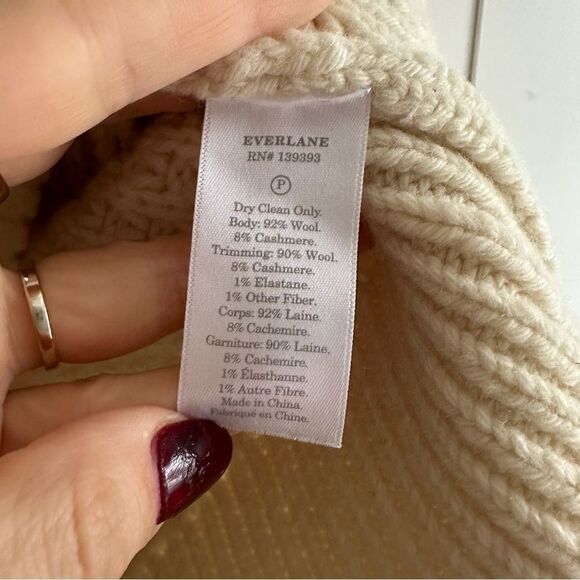 EVERLANE
RN# 139393
P
Dry Clean Only.
Body: 92% Wool.
8% Cashmere.
Trimming: 90% Wool.
8% Cashmere.
1% Elastane.
1% Other Fiber.
Corps: 92% Laine.
8% Cachemire.
Garniture: 90% Laine.
8% Cachemire.
1% Élasthanne.
1% Autre Fibre.
Made in China.
Fabriqué en Chine.